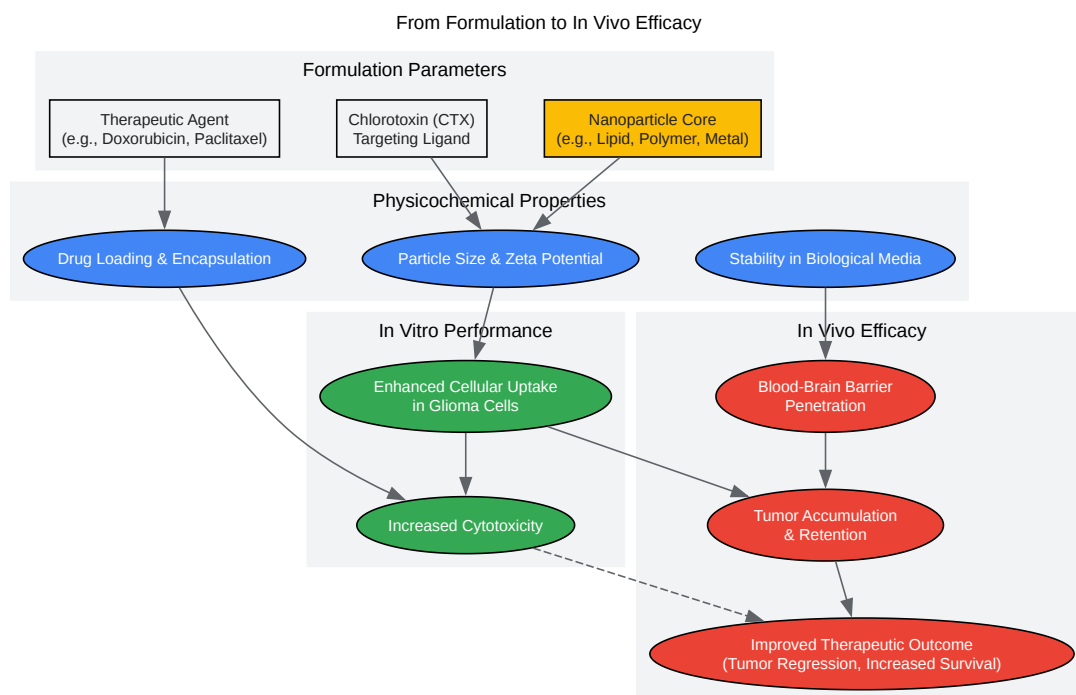 From Formulation to In Vivo Efficacy
Formulation Parameters
Therapeutic Agent
(e.g., Doxorubicin, Paclitaxel)
Chlorotoxin (CTX)
Targeting Ligand
Nanoparticle Core
(e.g., Lipid, Polymer, Metal)
Physicochemical Properties
Drug Loading & Encapsulation
Particle Size & Zeta Potential
Stability in Biological Media
In Vitro Performance
Enhanced Cellular Uptake
in Glioma Cells
Increased Cytotoxicity
In Vivo Efficacy
Blood-Brain Barrier
Penetration
Tumor Accumulation
& Retention
Improved Therapeutic Outcome
(Tumor Regression, Increased Survival)